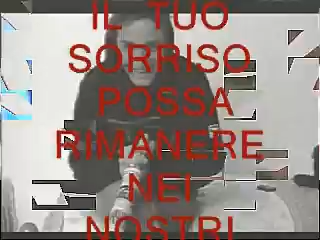 IL TUO
SORRISO
POSSA
RIMANERE
NEI
NOSTRI